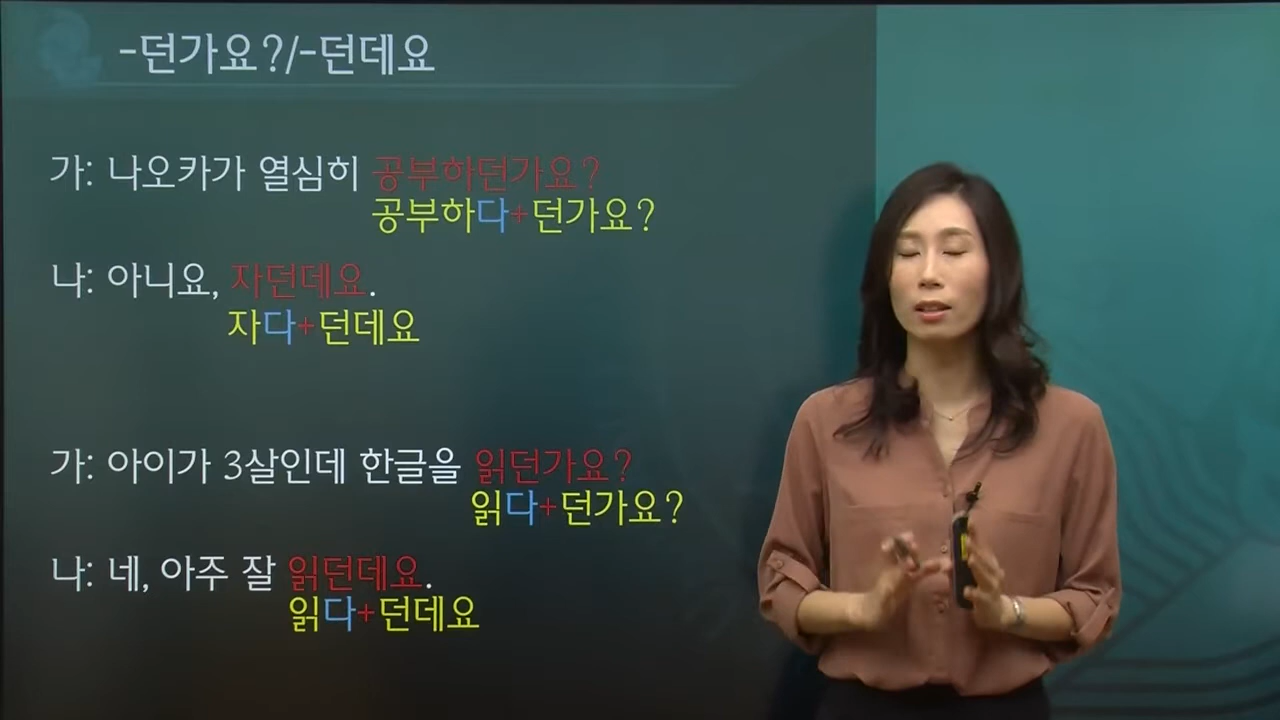 -던가요?/-던데요
가: 나오카가 열심히 공부하던가요?
공부하다+던가요?
나: 아니요, 자던데요.
자다+던데요
가: 아이가 3살인데 한글을 읽던가요?
읽다+던가요?
나: 네, 아주 잘 읽던데요.
읽다+던데요